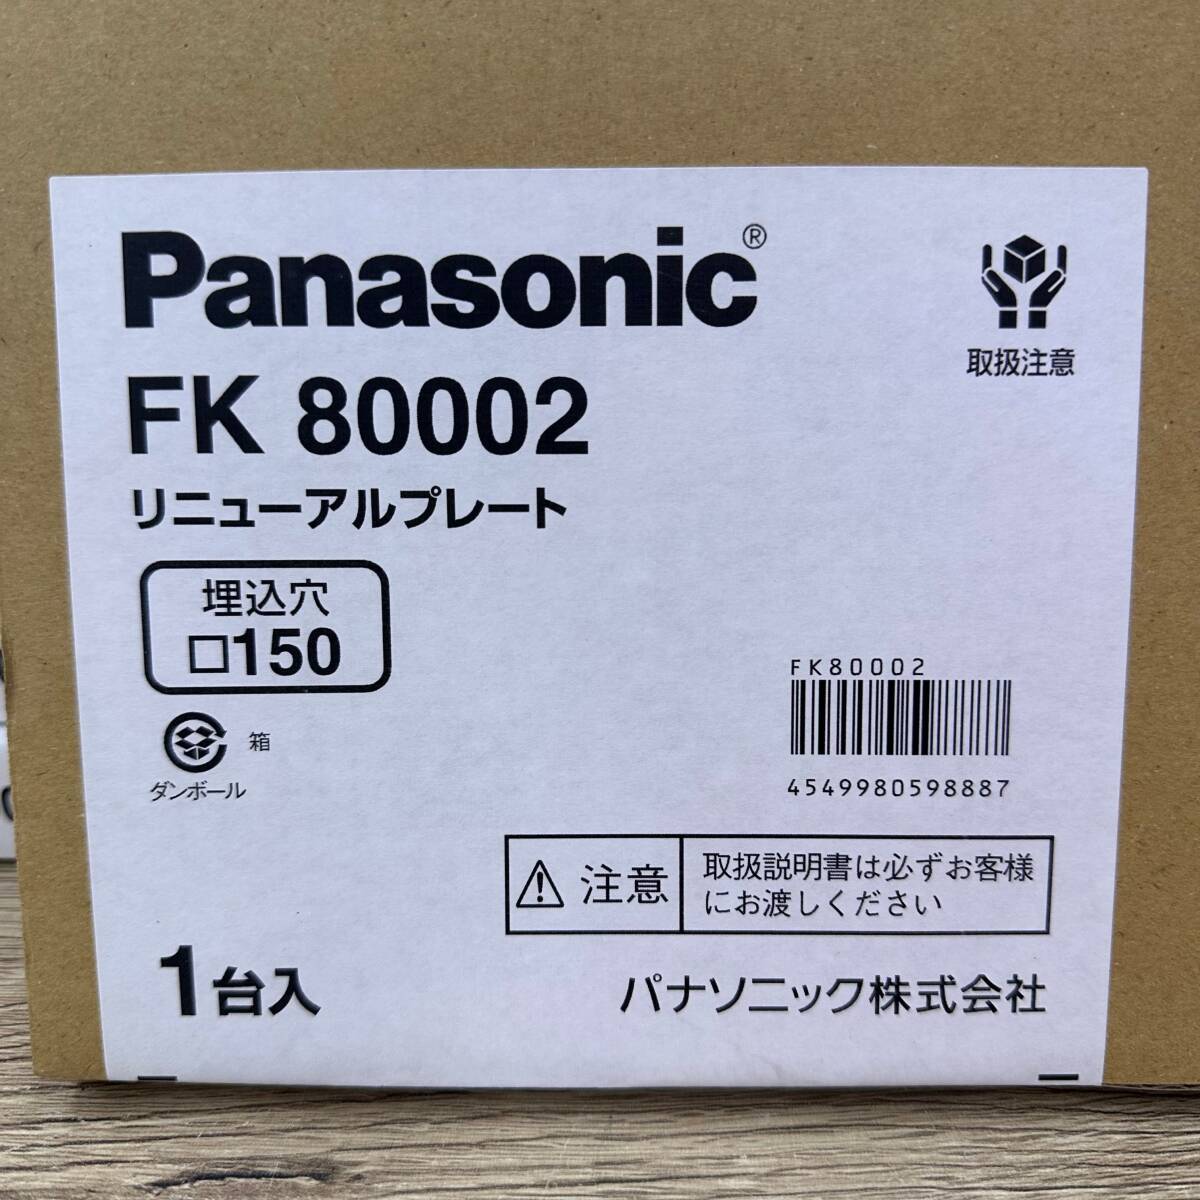 Panasonic®
取扱注意
FK 80002
リニューアルプレート
埋込穴
□150
FK80002
箱
ダンボール
4549980598887
注意
取扱説明書は必ずお客様
にお渡しください
1台入
パナソニック株式会社